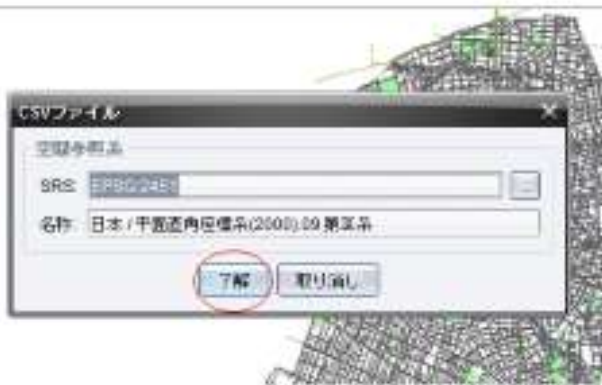 CSVファイル
空間参照系
SRS: EPSG:2451
...
名称: 日本 / 平面直角座標系(2000).09 第IX系
了解 取り消し